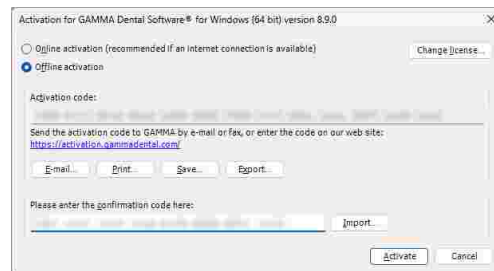 Activation for GAMMA Dental Software® for Windows (64 bit) version 8.9.0
Online activation (recommended if an internet connection is available)
Change license...
Offline activation
Activation code:
Send the activation code to GAMMA by e-mail or fax, or enter the code on our web site:
https://activation.gammadental.com/
E-mail... Print... Save... Export...
Please enter the confirmation code here:
Import...
Activate Cancel